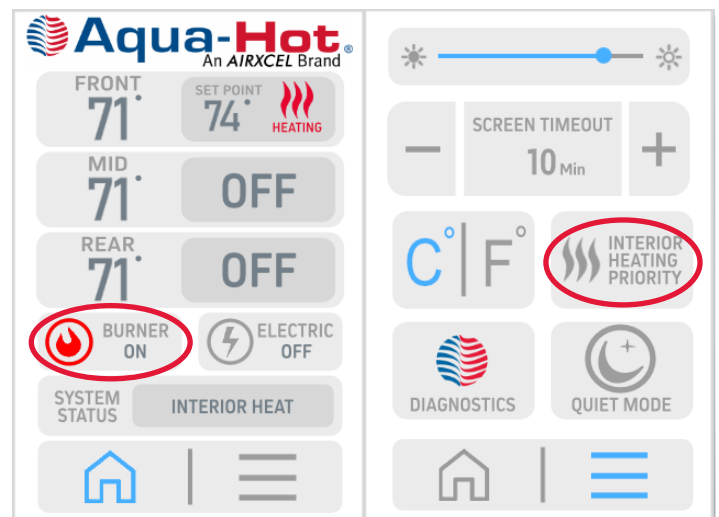 Aqua-Hot®
An AIRXCEL Brand
FRONT
71°
SET POINT
74°
HEATING
MID
71°
OFF
REAR
71°
OFF
BURNER
ON
ELECTRIC
OFF
SYSTEM
STATUS
INTERIOR HEAT
SCREEN TIMEOUT
10 Min
C° F°
INTERIOR
HEATING
PRIORITY
DIAGNOSTICS
QUIET MODE